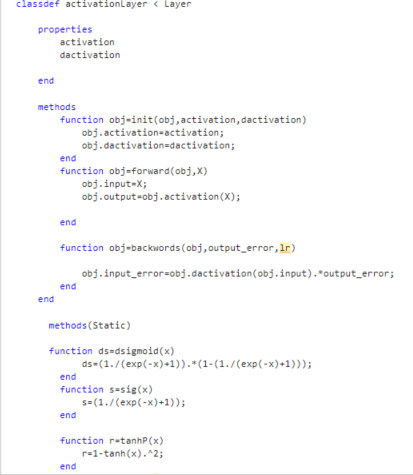 classdef activationLayer < Layer
properties
activation
dactivation
end
methods
function obj=init(obj,activation,dactivation)
obj.activation=activation;
obj.dactivation=dactivation;
end
function obj=forward(obj,X)
obj.input=X;
obj.output=obj.activation(X);
end
function obj=backwords(obj,output_error,lr)
obj.input_error=obj.dactivation(obj.input).*output_error;
end
end
methods(Static)
function ds=dsigmoid(x)
ds=(1./(exp(-x)+1)).*(1-(1./(exp(-x)+1)));
end
function s=sig(x)
s=(1./(exp(-x)+1));
end
function r=tanhP(x)
r=1-tanh(x).^2;
end